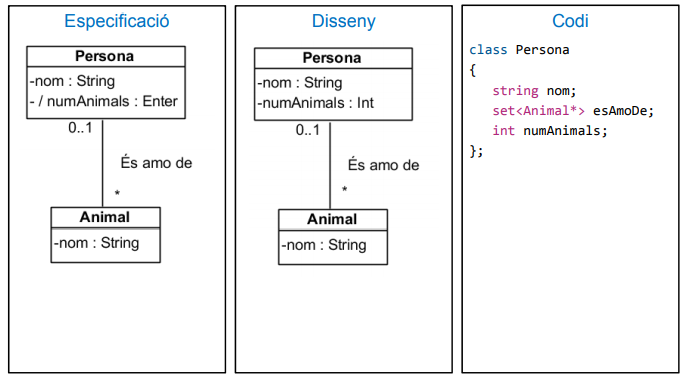 Especificació
Persona
-nom : String
- / numAnimals : Enter
0..1
És amo de
*
Animal
-nom : String
Disseny
Persona
-nom : String
-numAnimals : Int
0..1
És amo de
*
Animal
-nom : String
Codi
class Persona
{
string nom;
set<Animal*> esAmoDe;
int numAnimals;
};